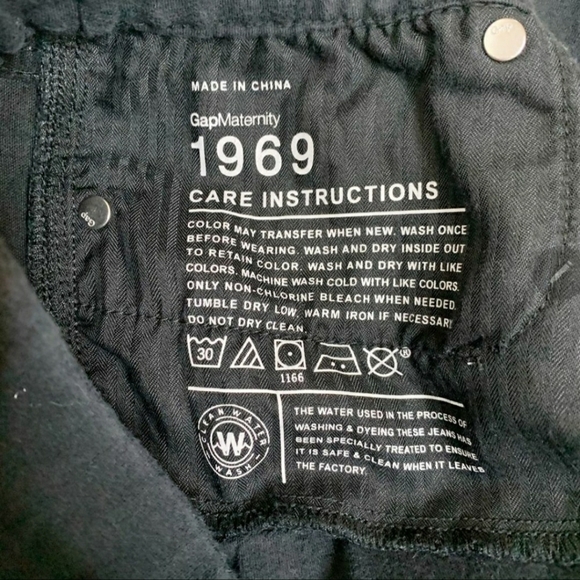 MADE IN CHINA
GapMaternity
1969
CARE INSTRUCTIONS
COLOR MAY TRANSFER WHEN NEW. WASH ONCE
BEFORE WEARING. WASH AND DRY INSIDE OUT
TO RETAIN COLOR. WASH AND DRY WITH LIKE
COLORS. MACHINE WASH COLD WITH LIKE COLORS.
ONLY NON-CHLORINE BLEACH WHEN NEEDED.
TUMBLE DRY LOW. WARM IRON IF NECESSARY
DO NOT DRY CLEAN.
30
®
1166
CLEAN WATER
W
WASH
THE WATER USED IN THE PROCESS OF
WASHING & DYEING THESE JEANS HAS
BEEN SPECIALLY TREATED TO ENSURE
IT IS SAFE & CLEAN WHEN IT LEAVES
THE FACTORY.
Gap